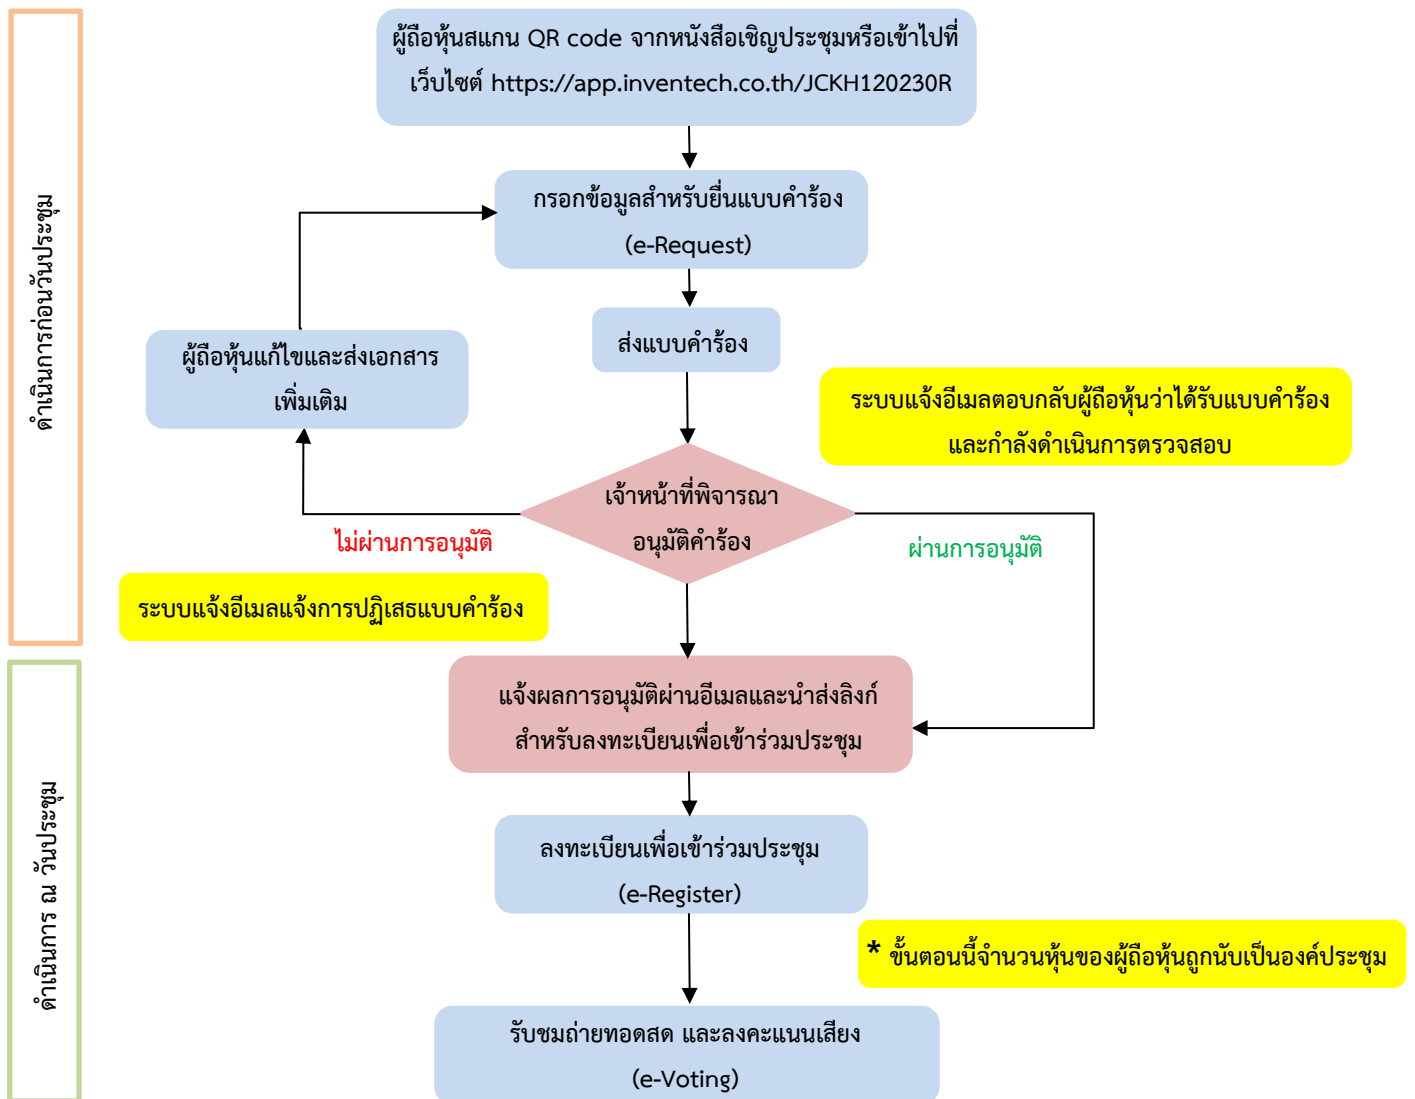 ดำเนินการก่อนวันประชุม
ผู้ถือหุ้นสแกน QR code จากหนังสือเชิญประชุมหรือเข้าไปที่
เว็บไซต์ https://app.inventech.co.th/JCKH120230R
กรอกข้อมูลสำหรับยื่นแบบคำร้อง
(e-Request)
ส่งแบบคำร้อง
ผู้ถือหุ้นแก้ไขและส่งเอกสาร
เพิ่มเติม
ระบบแจ้งอีเมลตอบกลับผู้ถือหุ้นว่าได้รับแบบคำร้อง
และกำลังดำเนินการตรวจสอบ
เจ้าหน้าที่พิจารณา
อนุมัติคำร้อง
ไม่ผ่านการอนุมัติ
ผ่านการอนุมัติ
ระบบแจ้งอีเมลแจ้งการปฏิเสธแบบคำร้อง
ดำเนินการ ณ วันประชุม
แจ้งผลการอนุมัติผ่านอีเมลและนำส่งลิงก์
สำหรับลงทะเบียนเพื่อเข้าร่วมประชุม
ลงทะเบียนเพื่อเข้าร่วมประชุม
(e-Register)
* ขั้นตอนนี้จำนวนหุ้นของผู้ถือหุ้นถูกนับเป็นองค์ประชุม
รับชมถ่ายทอดสด และลงคะแนนเสียง
(e-Voting)